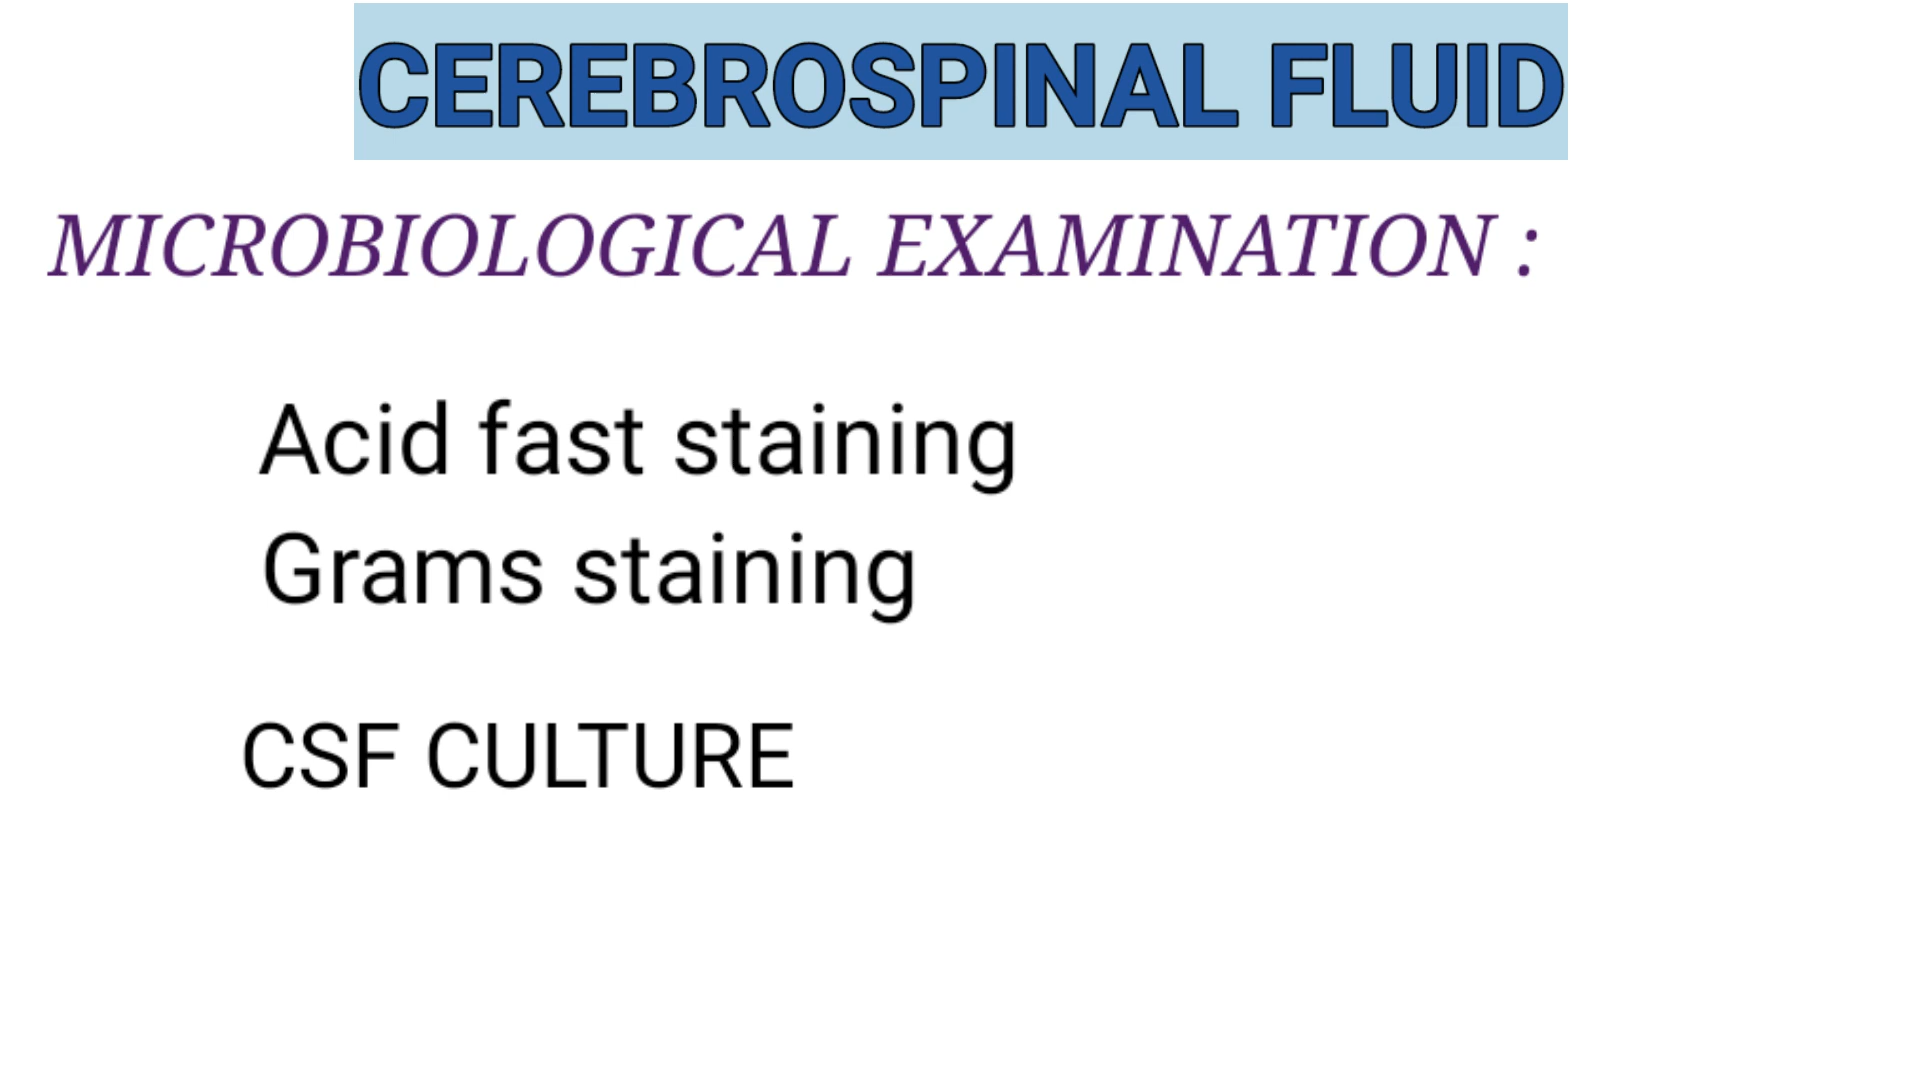 CEREBROSPINAL FLUID
MICROBIOLOGICAL EXAMINATION :
Acid fast staining
Grams staining
CSF CULTURE